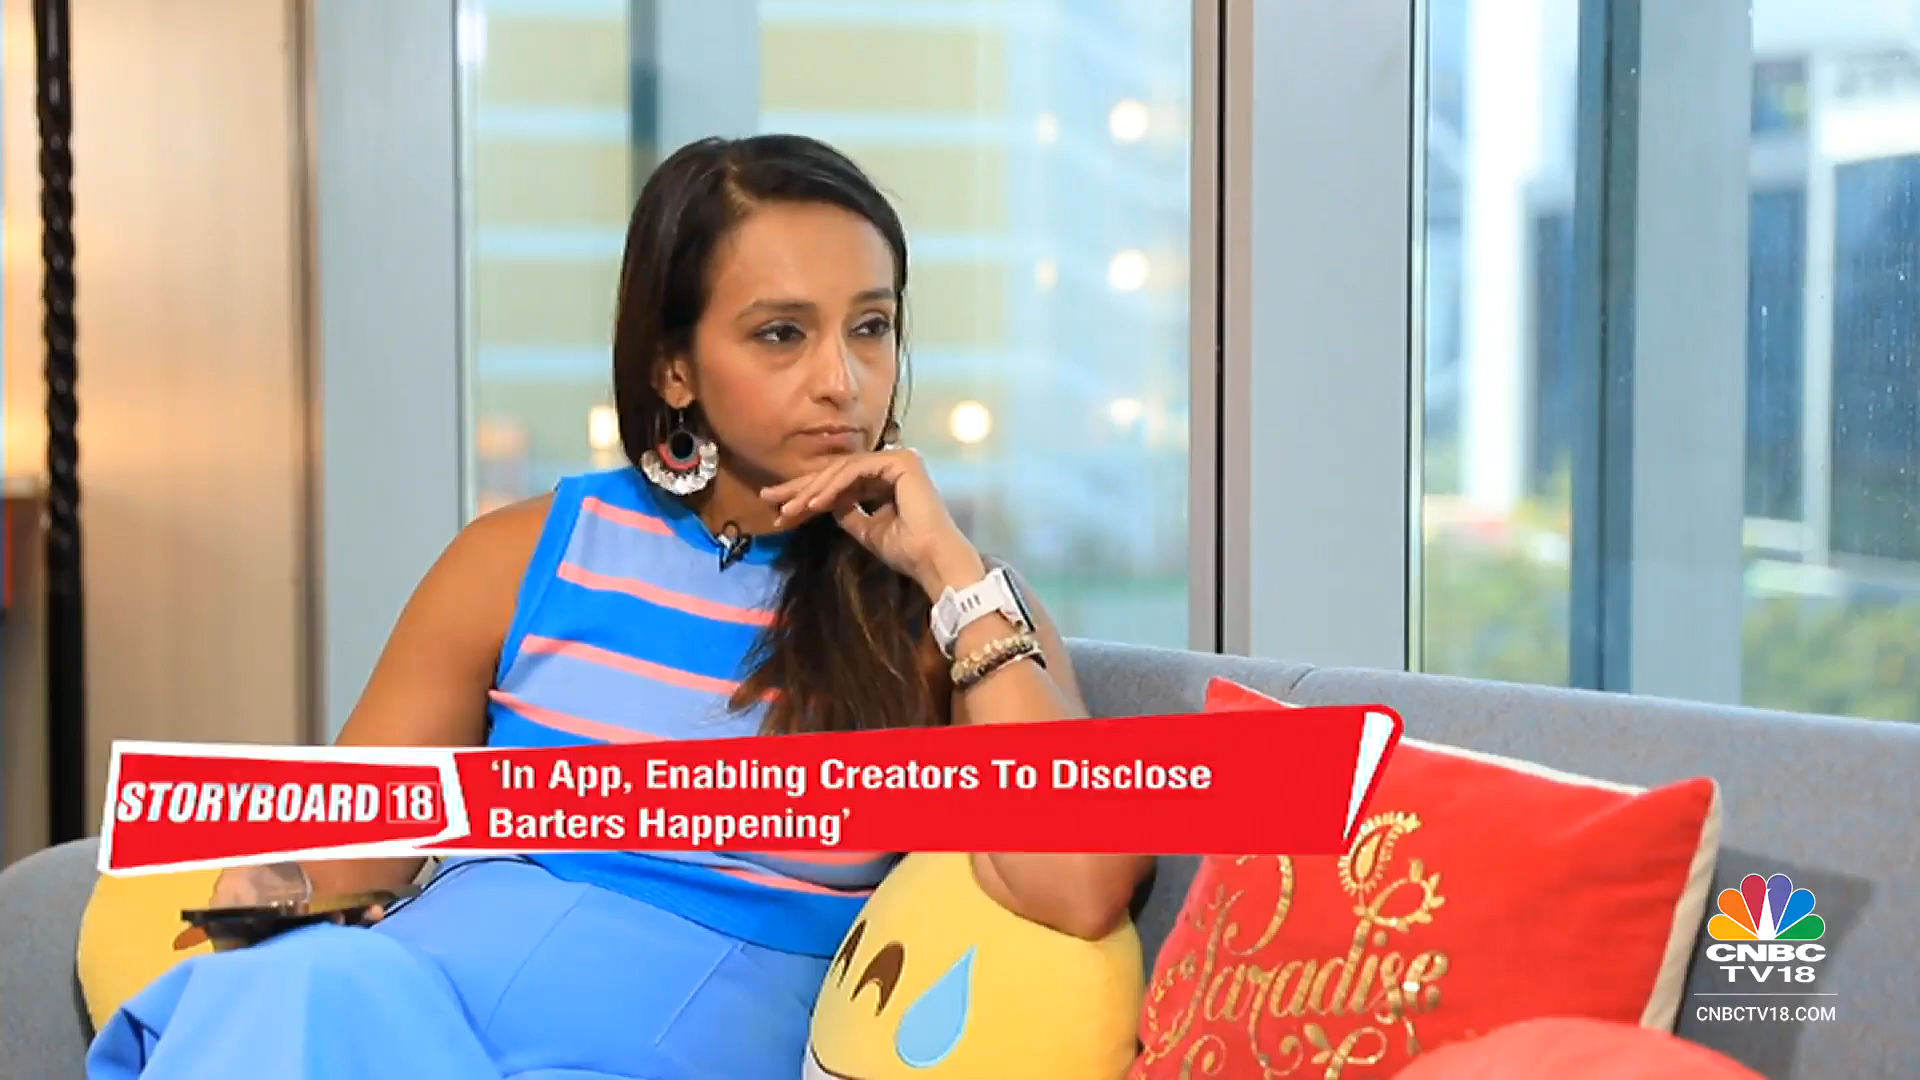 STORYBOARD 18
‘In App, Enabling Creators To Disclose
Barters Happening’
Paradise
CNBC
TV18
CNBCTV18.COM